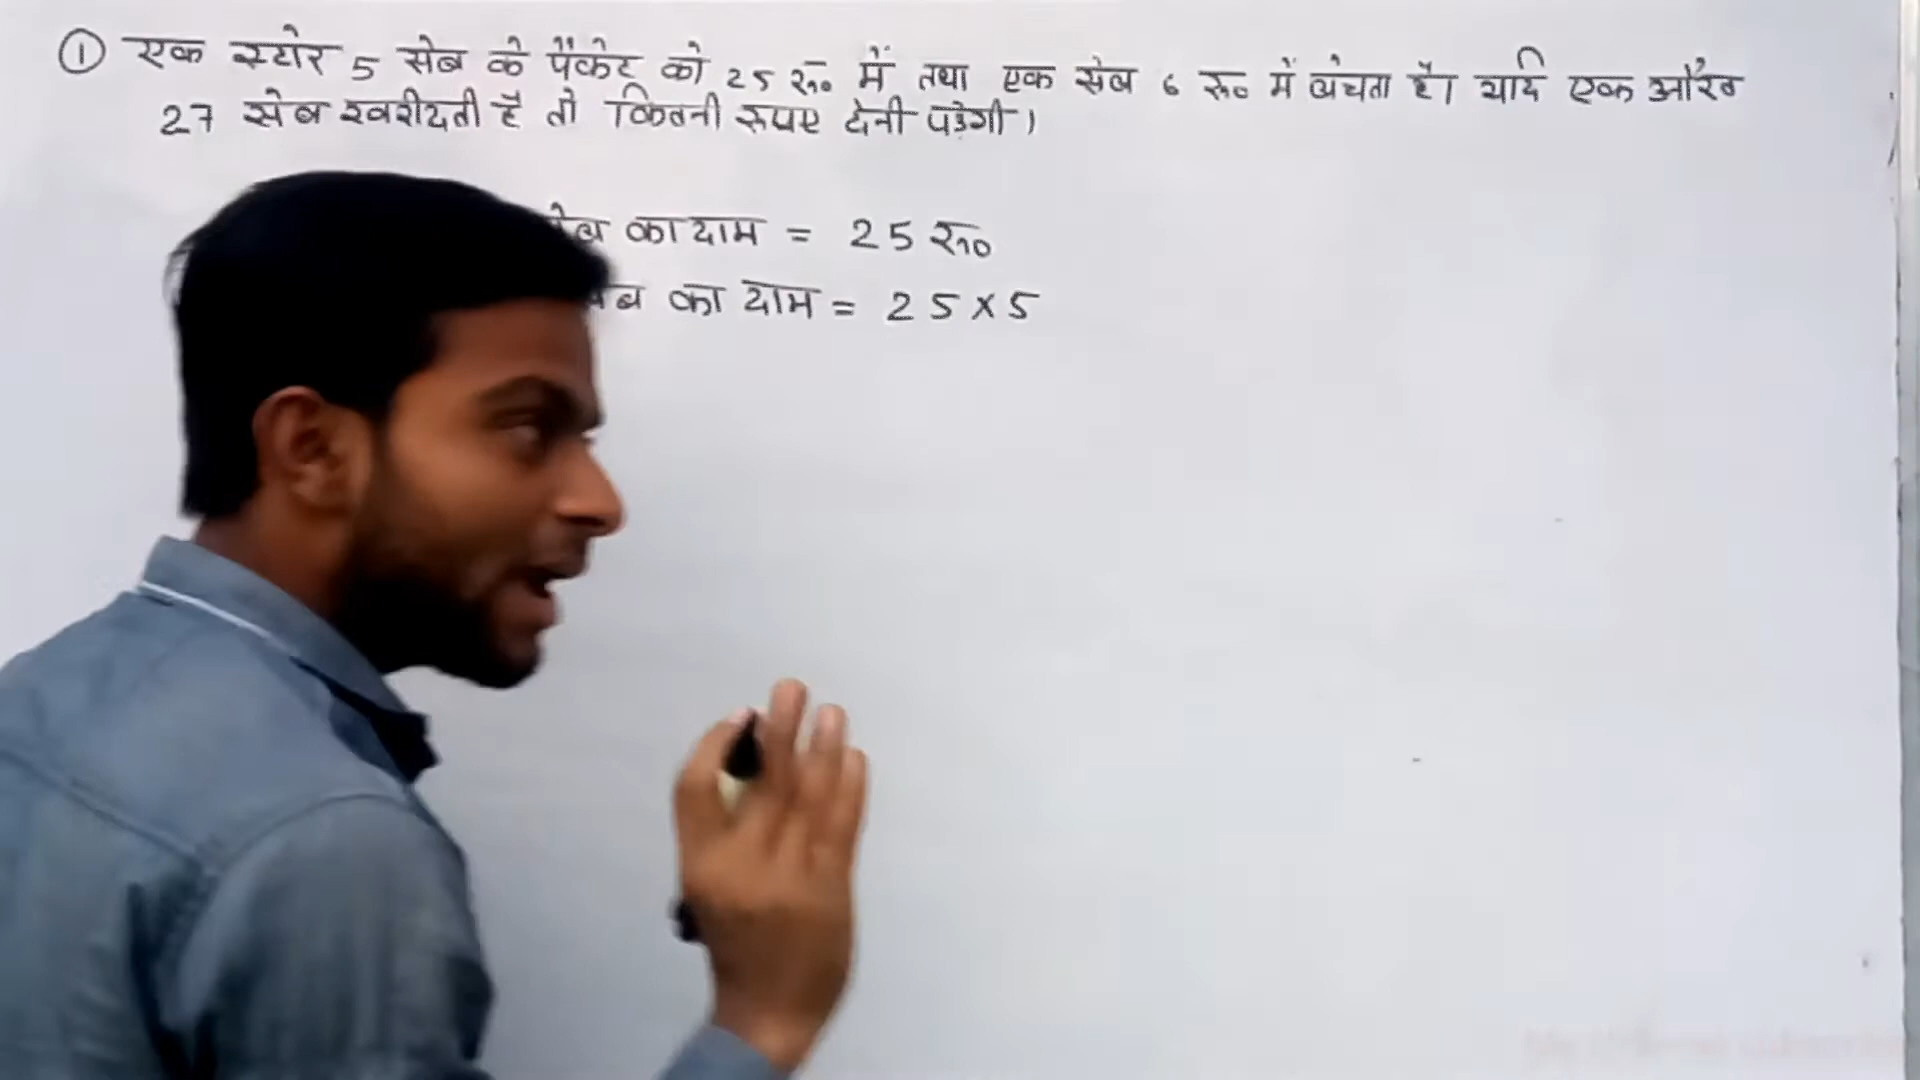 ① एक स्टोर 5 सेब के पैकेट को 25 रु० में तथा एक सेब 6 रु० में बेचता है। यदि एक औरत
27 सेब खरीदती है तो कितनी रूपए देनी पडेगी।
सेब का दाम = 25 रु०
सेब का दाम = 25 × 5